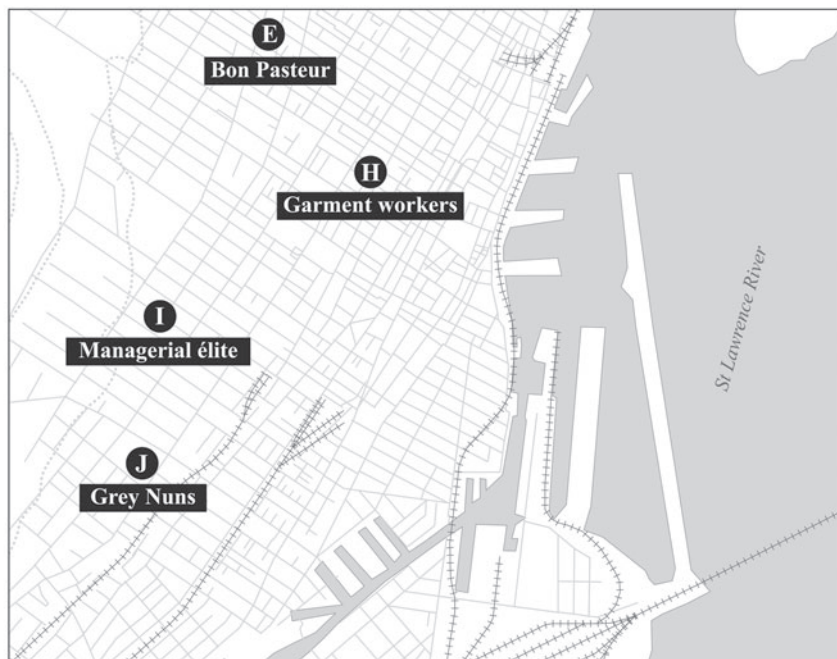 E
Bon Pasteur
H
Garment workers
I
Managerial élite
J
Grey Nuns
St Lawrence River